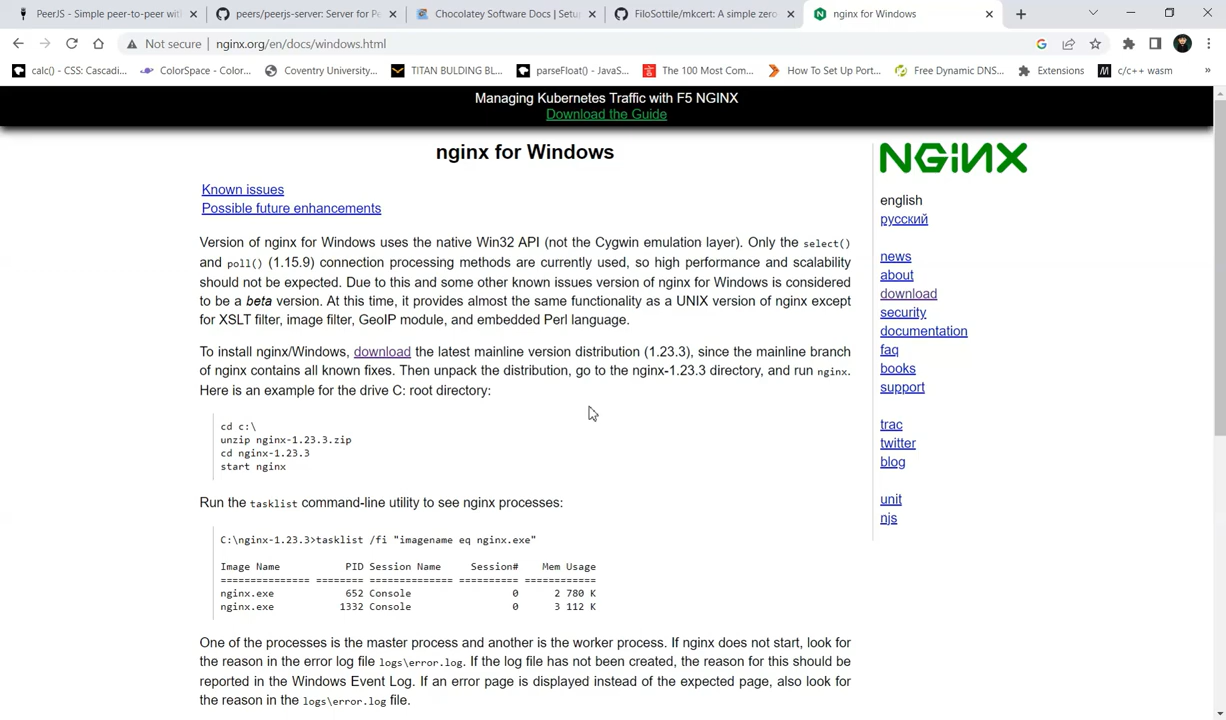 PeerJS - Simple peer-to-peer with
peers/peerjs-server: Server for Pe
Chocolatey Software Docs | Setup
FiloSottile/mkcert: A simple zero
nginx for Windows
Not secure | nginx.org/en/docs/windows.html
calc() - CSS: Cascadi...
ColorSpace - Color...
Coventry University...
TITAN BULDING BL...
parseFloat() - JavaS...
The 100 Most Com...
How To Set Up Port...
Free Dynamic DNS...
Extensions
c/c++ wasm
»
Managing Kubernetes Traffic with F5 NGINX
Download the Guide
nginx for Windows
Known issues
Possible future enhancements
Version of nginx for Windows uses the native Win32 API (not the Cygwin emulation layer). Only the select()
and poll() (1.15.9) connection processing methods are currently used, so high performance and scalability
should not be expected. Due to this and some other known issues version of nginx for Windows is considered
to be a beta version. At this time, it provides almost the same functionality as a UNIX version of nginx except
for XSLT filter, image filter, GeoIP module, and embedded Perl language.
To install nginx/Windows, download the latest mainline version distribution (1.23.3), since the mainline branch
of nginx contains all known fixes. Then unpack the distribution, go to the nginx-1.23.3 directory, and run nginx.
Here is an example for the drive C: root directory:
cd c:\
unzip nginx-1.23.3.zip
cd nginx-1.23.3
start nginx
Run the tasklist command-line utility to see nginx processes:
C:\nginx-1.23.3>tasklist /fi "imagename eq nginx.exe"
Image Name PID Session Name Session# Mem Usage
=============== ======== ============== ========== ============
nginx.exe 652 Console 0 2 780 K
nginx.exe 1332 Console 0 3 112 K
One of the processes is the master process and another is the worker process. If nginx does not start, look for
the reason in the error log file logs\error.log. If the log file has not been created, the reason for this should be
reported in the Windows Event Log. If an error page is displayed instead of the expected page, also look for
the reason in the logs\error.log file.
NGINX
english
русский
news
about
download
security
documentation
faq
books
support
trac
twitter
blog
unit
njs